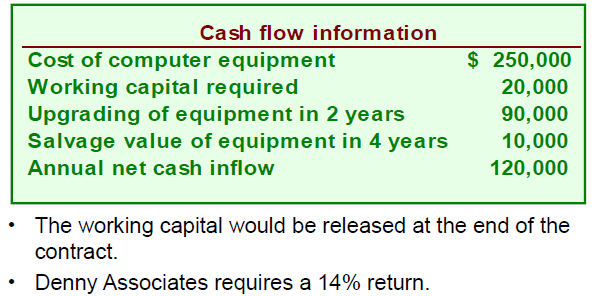 Cash flow information
Cost of computer equipment $ 250,000
Working capital required 20,000
Upgrading of equipment in 2 years 90,000
Salvage value of equipment in 4 years 10,000
Annual net cash inflow 120,000
• The working capital would be released at the end of the
contract.
• Denny Associates requires a 14% return.